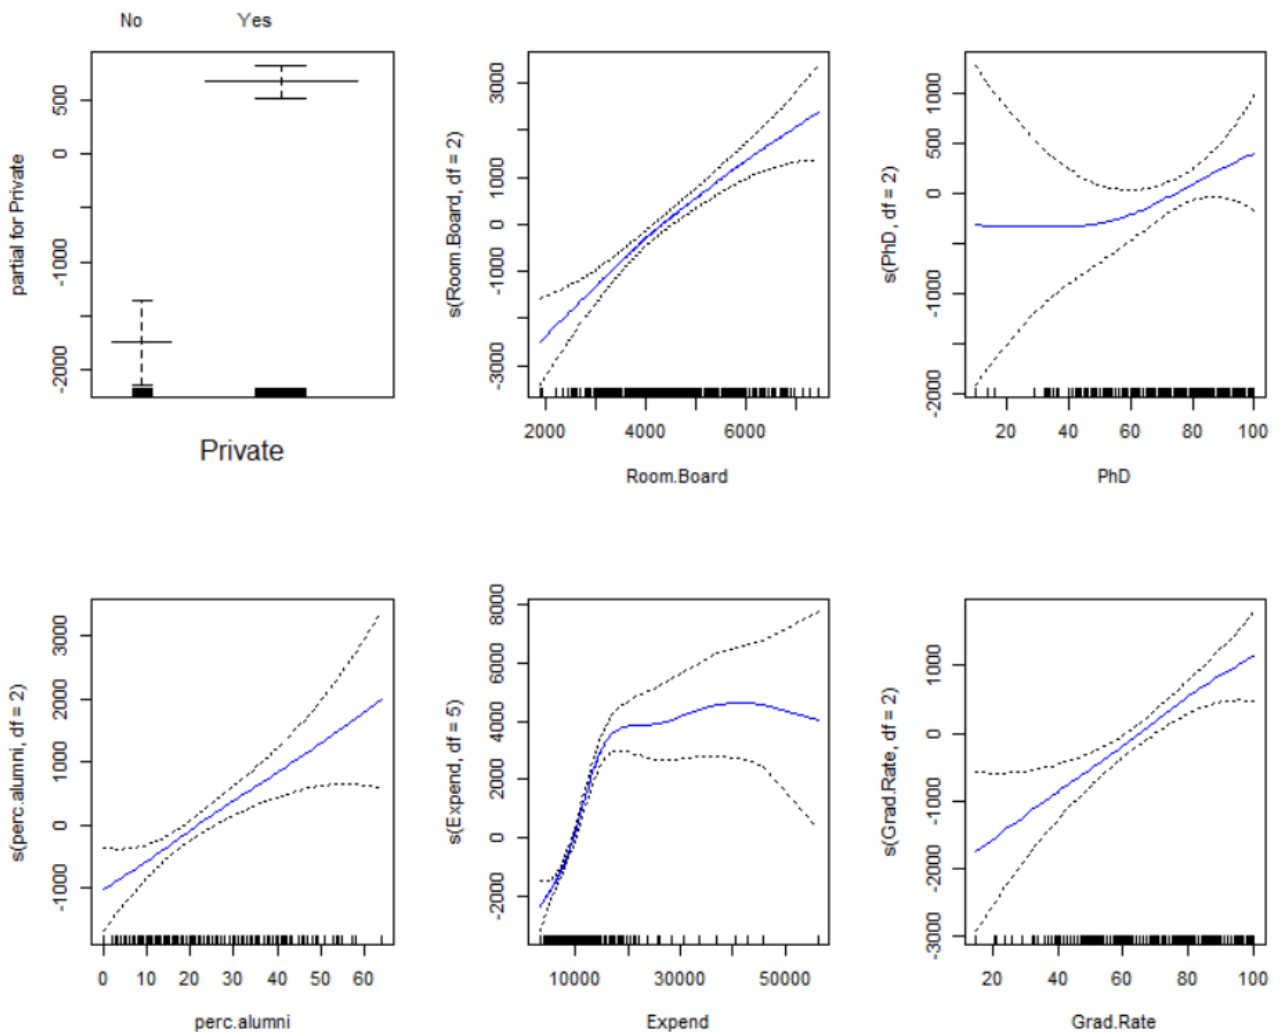 No Yes
partial for Private
500
0
-1000
-2000
Private
s(Room.Board, df = 2)
3000
1000
0
-1000
-3000
2000 4000 6000
Room.Board
s(PhD, df = 2)
1000
500
0
-1000
-2000
20 40 60 80 100
PhD
s(perc.alumni, df = 2)
3000
2000
1000
0
-1000
0 10 20 30 40 50 60
perc.alumni
s(Expend, df = 5)
8000
6000
4000
2000
0
-2000
10000 30000 50000
Expend
s(Grad.Rate, df = 2)
1000
0
-1000
-2000
-3000
20 40 60 80 100
Grad.Rate